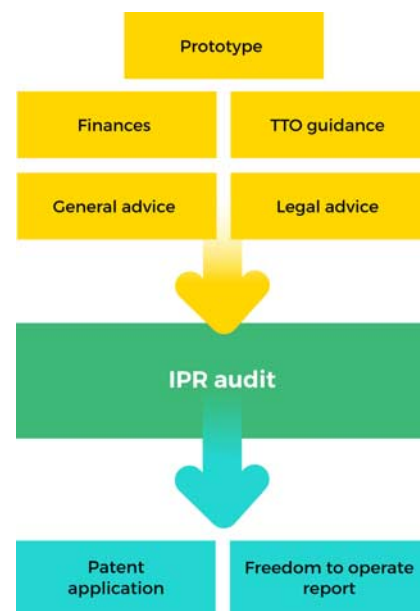 Prototype
Finances
TTO guidance
General advice
Legal advice
IPR audit
Patent
application
Freedom to operate
report